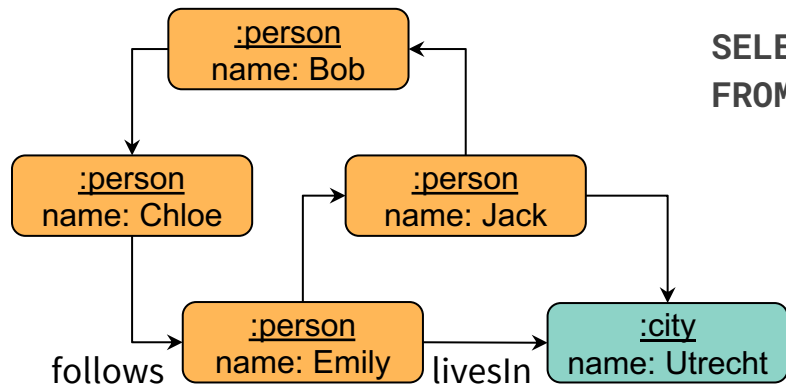 :person
name: Bob
SELE
FROM
:person
name: Chloe
:person
name: Jack
:person
name: Emily
:city
name: Utrecht
follows
livesIn